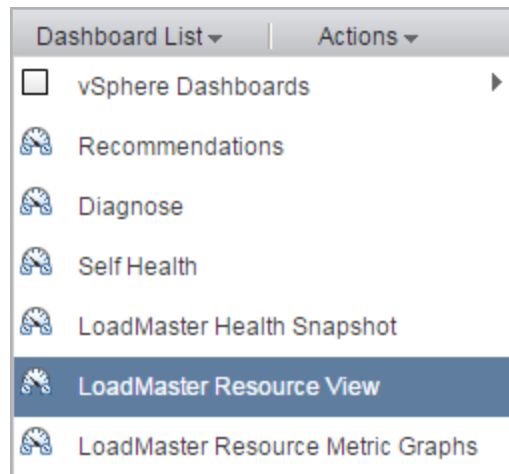 Dashboard List Actions
vSphere Dashboards
Recommendations
Diagnose
Self Health
LoadMaster Health Snapshot
LoadMaster Resource View
LoadMaster Resource Metric Graphs